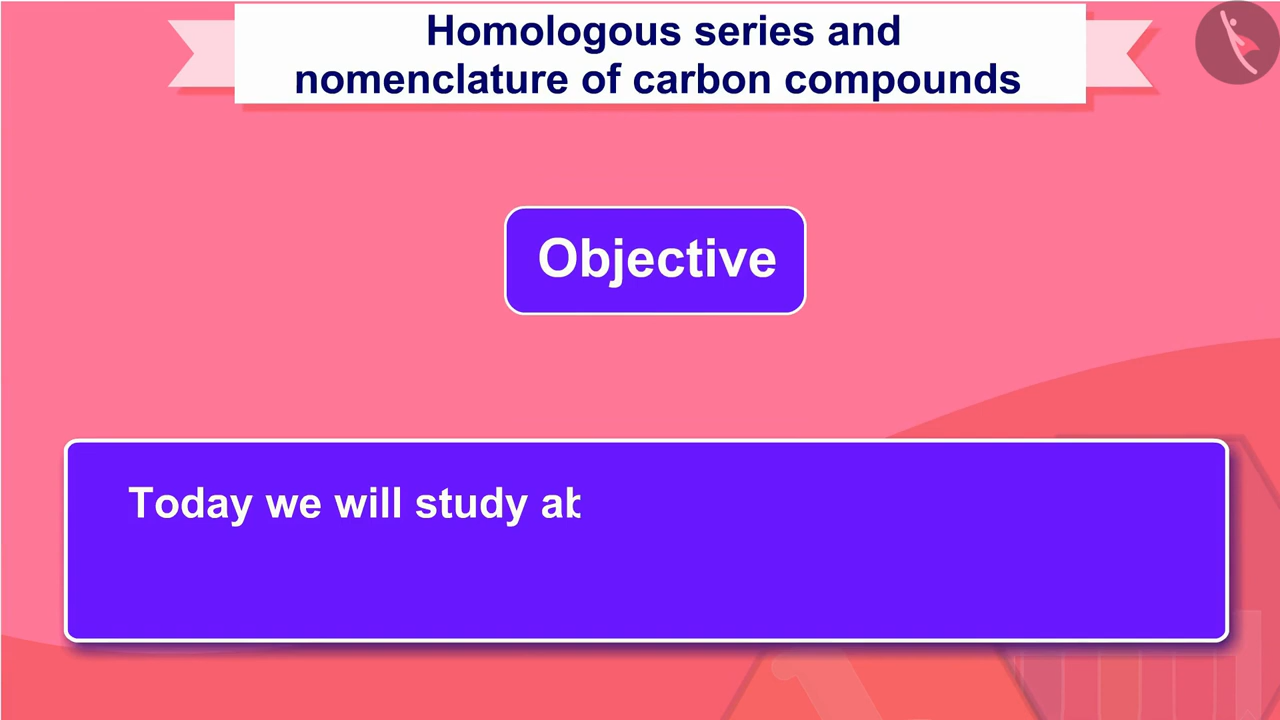 Homologous series and
nomenclature of carbon compounds
Objective
Today we will study